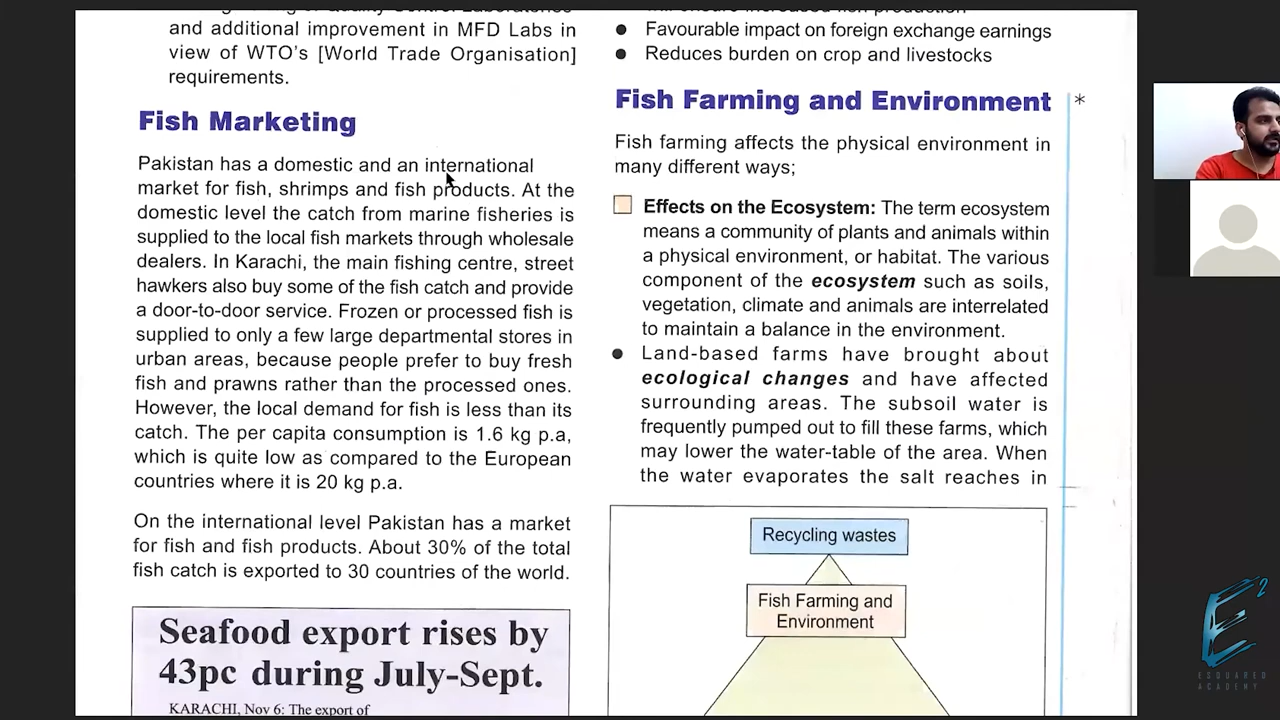 and additional improvement in MFD Labs in
view of WTO's [World Trade Organisation]
requirements.
Fish Marketing
Pakistan has a domestic and an international
market for fish, shrimps and fish products. At the
domestic level the catch from marine fisheries is
supplied to the local fish markets through wholesale
dealers. In Karachi, the main fishing centre, street
hawkers also buy some of the fish catch and provide
a door-to-door service. Frozen or processed fish is
supplied to only a few large departmental stores in
urban areas, because people prefer to buy fresh
fish and prawns rather than the processed ones.
However, the local demand for fish is less than its
catch. The per capita consumption is 1.6 kg p.a,
which is quite low as compared to the European
countries where it is 20 kg p.a.
On the international level Pakistan has a market
for fish and fish products. About 30% of the total
fish catch is exported to 30 countries of the world.
Seafood export rises by
43pc during July-Sept.
KARACHI, Nov 6: The export of
● Favourable impact on foreign exchange earnings
● Reduces burden on crop and livestocks
Fish Farming and Environment *
Fish farming affects the physical environment in
many different ways;
Effects on the Ecosystem: The term ecosystem
means a community of plants and animals within
a physical environment, or habitat. The various
component of the ecosystem such as soils,
vegetation, climate and animals are interrelated
to maintain a balance in the environment.
● Land-based farms have brought about
ecological changes and have affected
surrounding areas. The subsoil water is
frequently pumped out to fill these farms, which
may lower the water-table of the area. When
the water evaporates the salt reaches in
Recycling wastes
Fish Farming and
Environment
E2
ESQUARED
ACADEMY